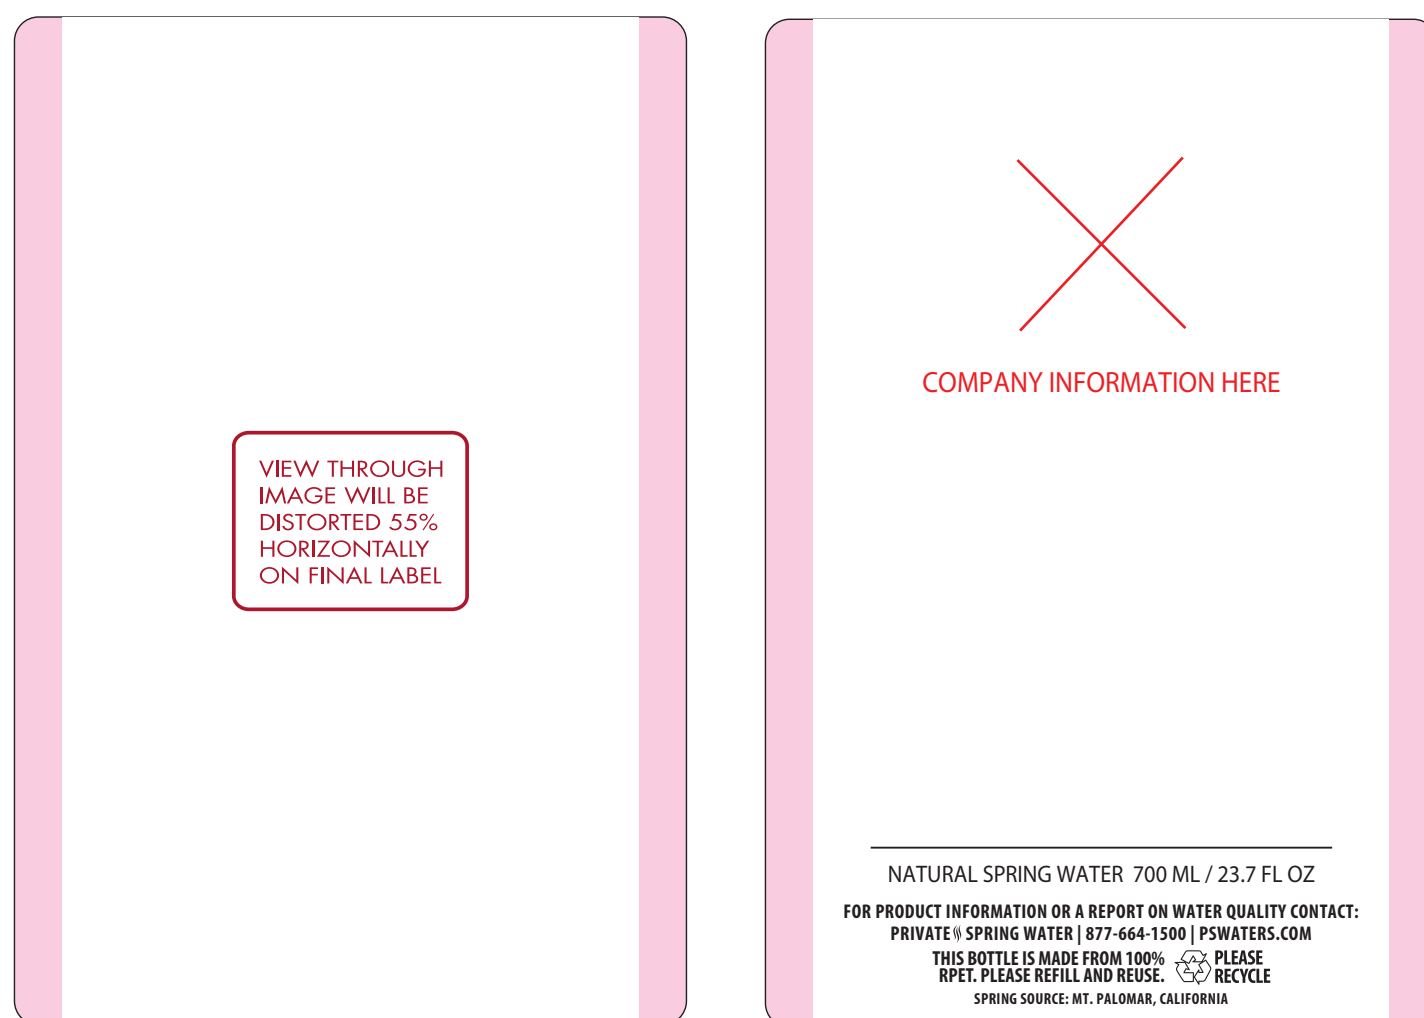 VIEW THROUGH
IMAGE WILL BE
DISTORTED 55%
HORIZONTALLY
ON FINAL LABEL
COMPANY INFORMATION HERE
NATURAL SPRING WATER 700 ML / 23.7 FL OZ
FOR PRODUCT INFORMATION OR A REPORT ON WATER QUALITY CONTACT:
PRIVATE SPRING WATER | 877-664-1500 | PSWATERS.COM
THIS BOTTLE IS MADE FROM 100%
RPET. PLEASE REFILL AND REUSE.
PLEASE
RECYCLE
SPRING SOURCE: MT. PALOMAR, CALIFORNIA